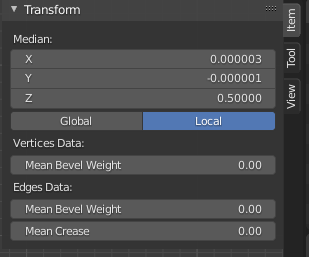 Transform
Median:
X 0.000003
Y -0.000001
Z 0.50000
Global Local
Vertices Data:
Mean Bevel Weight 0.00
Edges Data:
Mean Bevel Weight 0.00
Mean Crease 0.00
Item
Tool
View